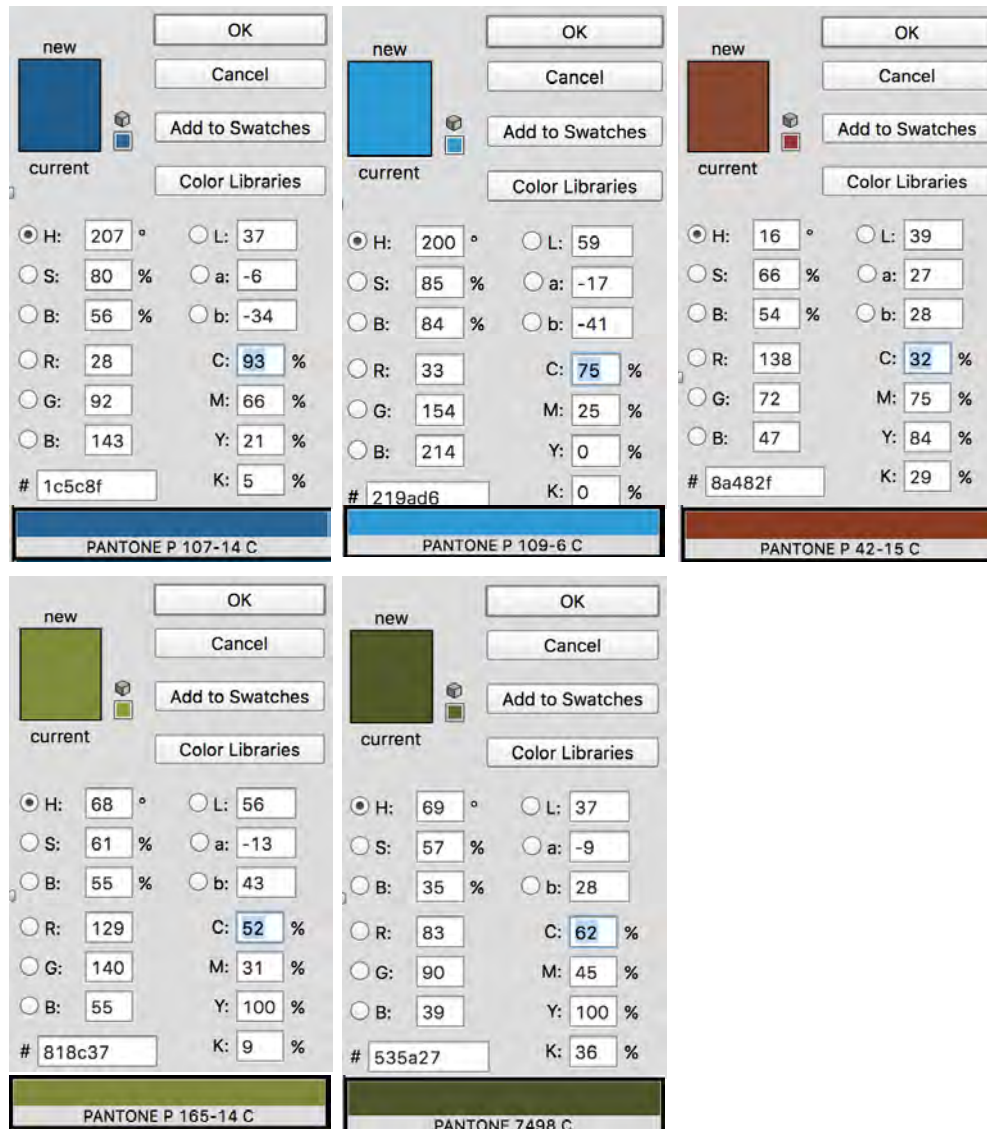 OK
new
Cancel
Add to Swatches
current
Color Libraries
H: 207 ° L: 37
S: 80 % a: -6
B: 56 % b: -34
R: 28 C: 93 %
G: 92 M: 66 %
B: 143 Y: 21 %
# 1c5c8f K: 5 %
PANTONE P 107-14 C
OK
new
Cancel
Add to Swatches
current
Color Libraries
H: 200 ° L: 59
S: 85 % a: -17
B: 84 % b: -41
R: 33 C: 75 %
G: 154 M: 25 %
B: 214 Y: 0 %
# 219ad6 K: 0 %
PANTONE P 109-6 C
OK
new
Cancel
Add to Swatches
current
Color Libraries
H: 16 ° L: 39
S: 66 % a: 27
B: 54 % b: 28
R: 138 C: 32 %
G: 72 M: 75 %
B: 47 Y: 84 %
# 8a482f K: 29 %
PANTONE P 42-15 C
OK
new
Cancel
Add to Swatches
current
Color Libraries
H: 68 ° L: 56
S: 61 % a: -13
B: 55 % b: 43
R: 129 C: 52 %
G: 140 M: 31 %
B: 55 Y: 100 %
# 818c37 K: 9 %
PANTONE P 165-14 C
OK
new
Cancel
Add to Swatches
current
Color Libraries
H: 69 ° L: 37
S: 57 % a: -9
B: 35 % b: 28
R: 83 C: 62 %
G: 90 M: 45 %
B: 39 Y: 100 %
# 535a27 K: 36 %
PANTONE 7498 C